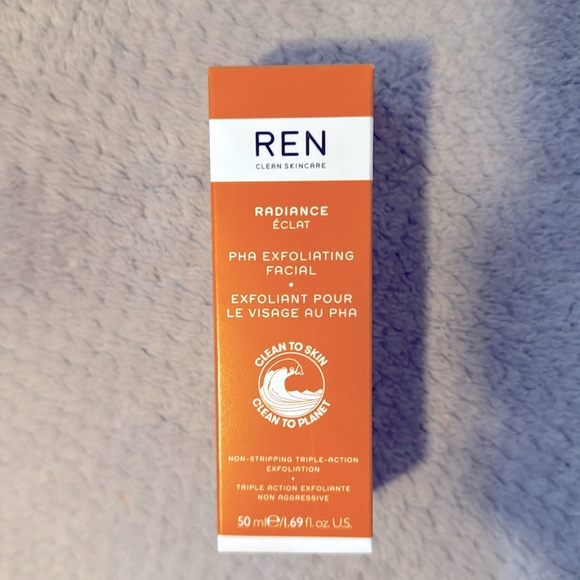 REN
CLEAN SKINCARE
RADIANCE
ÉCLAT
PHA EXFOLIATING
FACIAL
•
EXFOLIANT POUR
LE VISAGE AU PHA
CLEAN TO SKIN
CLEAN TO PLANET
NON-STRIPPING TRIPLE-ACTION
EXFOLIATION
•
TRIPLE ACTION EXFOLIANTE
NON AGGRESSIVE
50 ml℮/1.69 fl. oz. U.S.